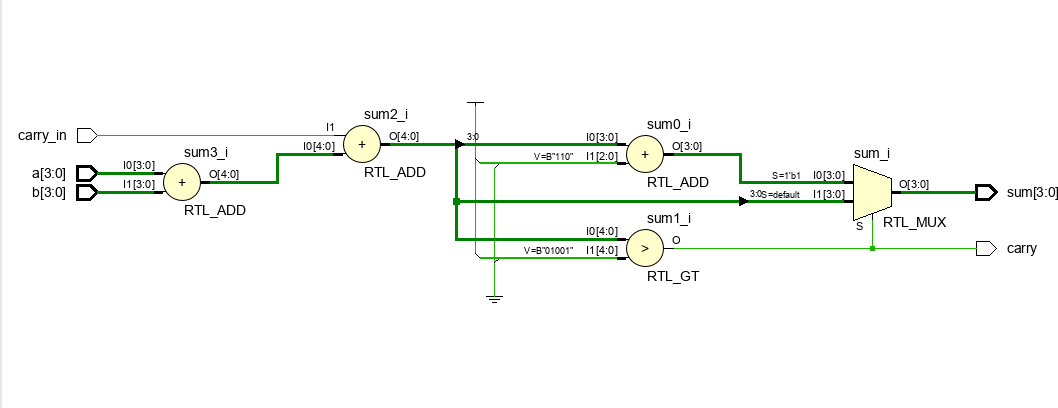 sum2_i
carry_in
I1
I0[4:0]
+
O[4:0]
RTL_ADD
sum3_i
a[3:0]
b[3:0]
I0[3:0]
I1[3:0]
+
O[4:0]
RTL_ADD
3:0
sum0_i
I0[3:0]
V=B"110"
I1[2:0]
+
O[3:0]
RTL_ADD
sum1_i
I0[4:0]
V=B"01001"
I1[4:0]
>
O
RTL_GT
sum_i
S=1'b1
I0[3:0]
3:0
S=default
I1[3:0]
S
O[3:0]
RTL_MUX
sum[3:0]
carry